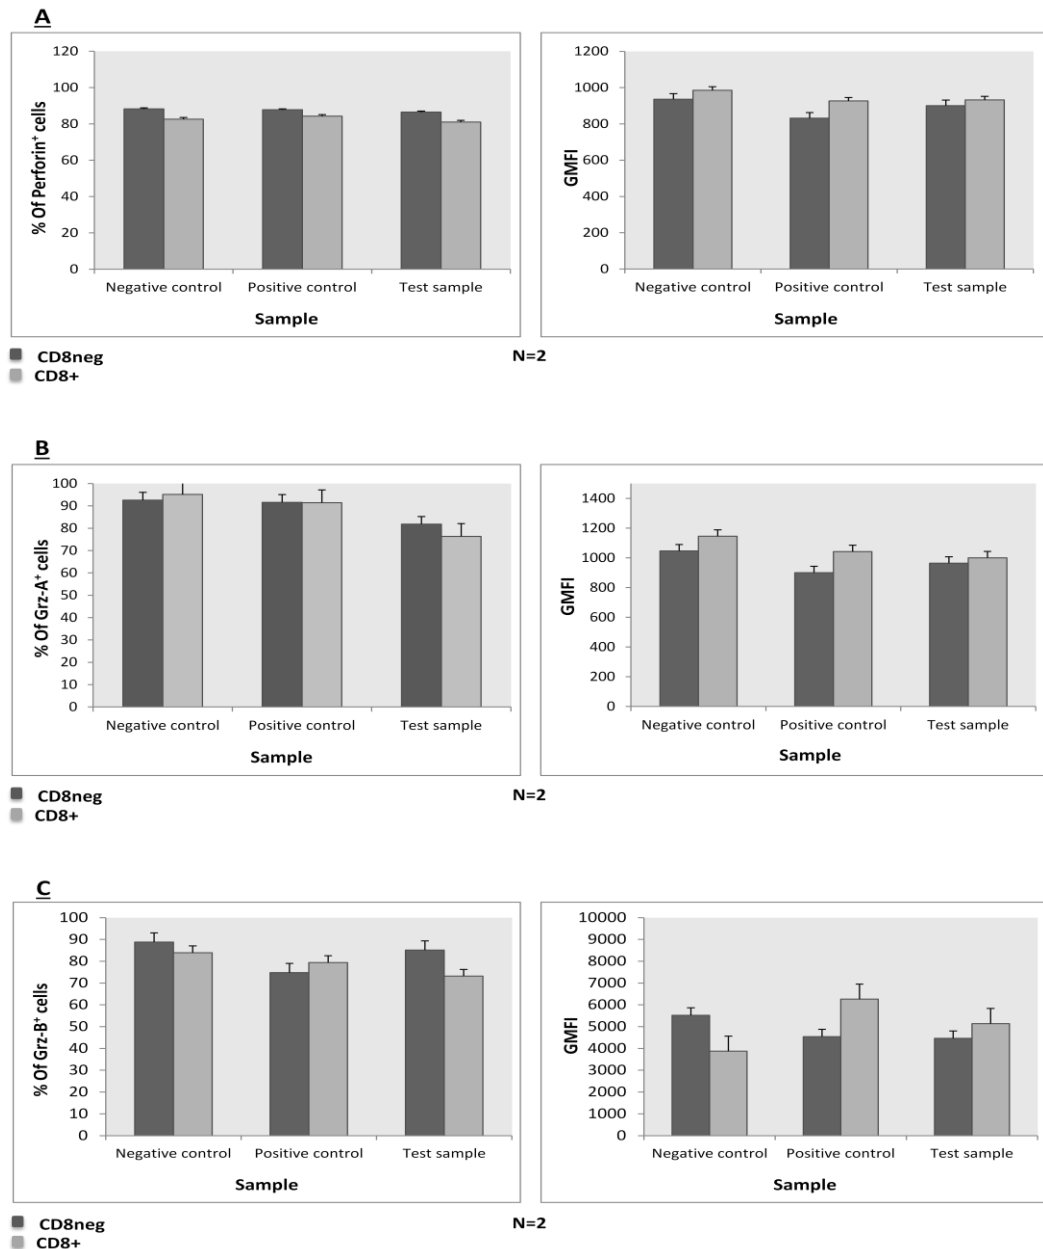 A
% Of Perforin⁺ cells
120
100
80
60
40
20
0
Negative control Positive control Test sample
Sample
GMFI
1200
1000
800
600
400
200
0
Negative control Positive control Test sample
Sample
CD8neg
CD8+
N=2
B
% Of Grz-A⁺ cells
100
90
80
70
60
50
40
30
20
10
0
Negative control Positive control Test sample
Sample
GMFI
1400
1200
1000
800
600
400
200
0
Negative control Positive control Test sample
Sample
CD8neg
CD8+
N=2
C
% Of Grz-B⁺ cells
100
90
80
70
60
50
40
30
20
10
0
Negative control Positive control Test sample
Sample
GMFI
10000
9000
8000
7000
6000
5000
4000
3000
2000
1000
0
Negative control Positive control Test sample
Sample
CD8neg
CD8+
N=2